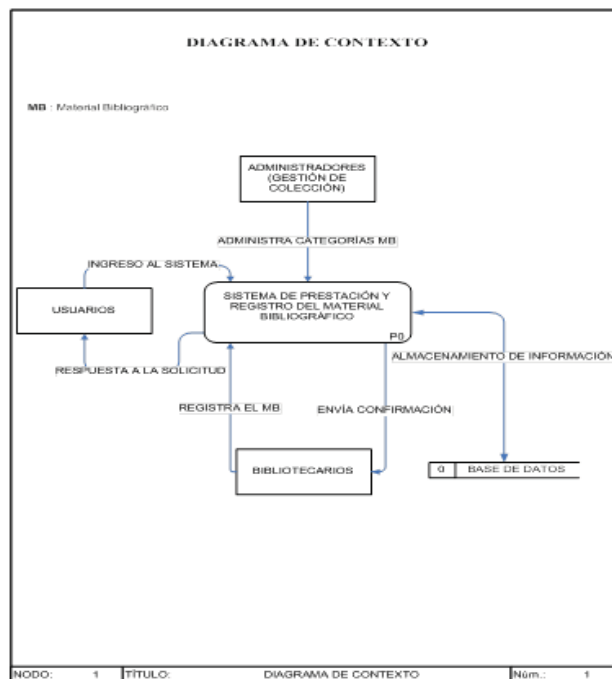 DIAGRAMA DE CONTEXTO
MB : Material Bibliográfico
ADMINISTRADORES
(GESTIÓN DE
COLECCIÓN)
ADMINISTRA CATEGORÍAS MB
INGRESO AL SISTEMA
USUARIOS
SISTEMA DE PRESTACIÓN Y
REGISTRO DEL MATERIAL
BIBLIOGRÁFICO
P0
RESPUESTA A LA SOLICITUD
ALMACENAMIENTO DE INFORMACIÓN
REGISTRA EL MB
ENVÍA CONFIRMACIÓN
BIBLIOTECARIOS
0 BASE DE DATOS
NODO: 1 TÍTULO: DIAGRAMA DE CONTEXTO Núm.: 1